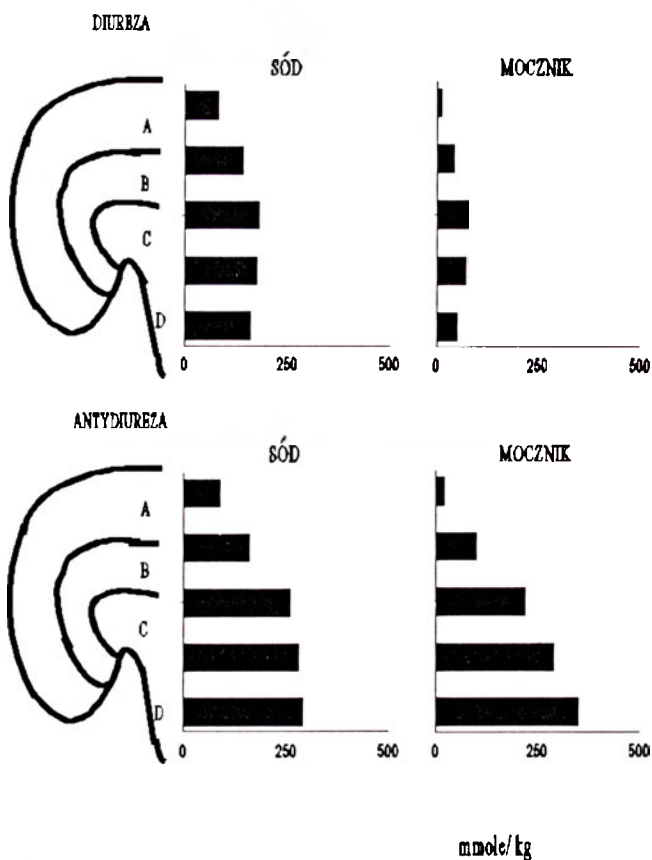 DIUREZA
SÓD
MOCZNIK
A
B
C
D
0 250 500
0 250 500
ANTYDIUREZA
SÓD
MOCZNIK
A
B
C
D
0 250 500
0 250 500
mmole/kg